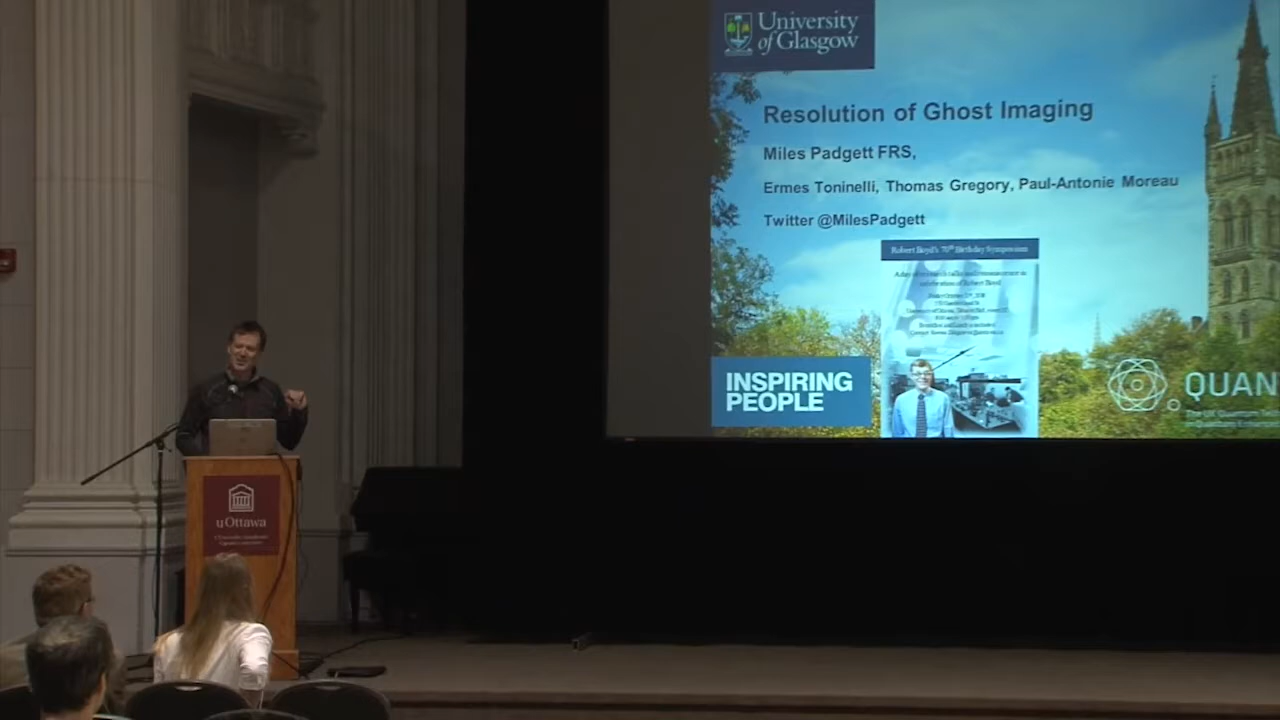 University
of Glasgow
Resolution of Ghost Imaging
Miles Padgett FRS,
Ermes Toninelli, Thomas Gregory, Paul-Antonie Moreau
Twitter @MilesPadgett
Robert Boyd's 70th Birthday Symposium
INSPIRING
PEOPLE
QUAN
uOttawa